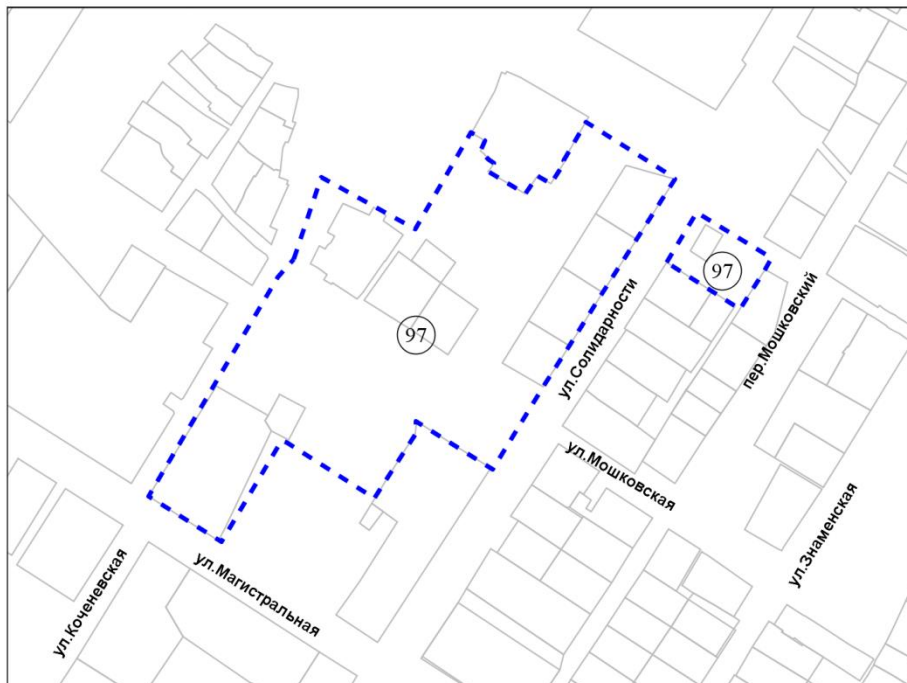 97
97
ул.Солидарности
пер.Мошковский
ул.Мошковская
ул.Знаменская
ул.Магистральная
ул.Коченевская